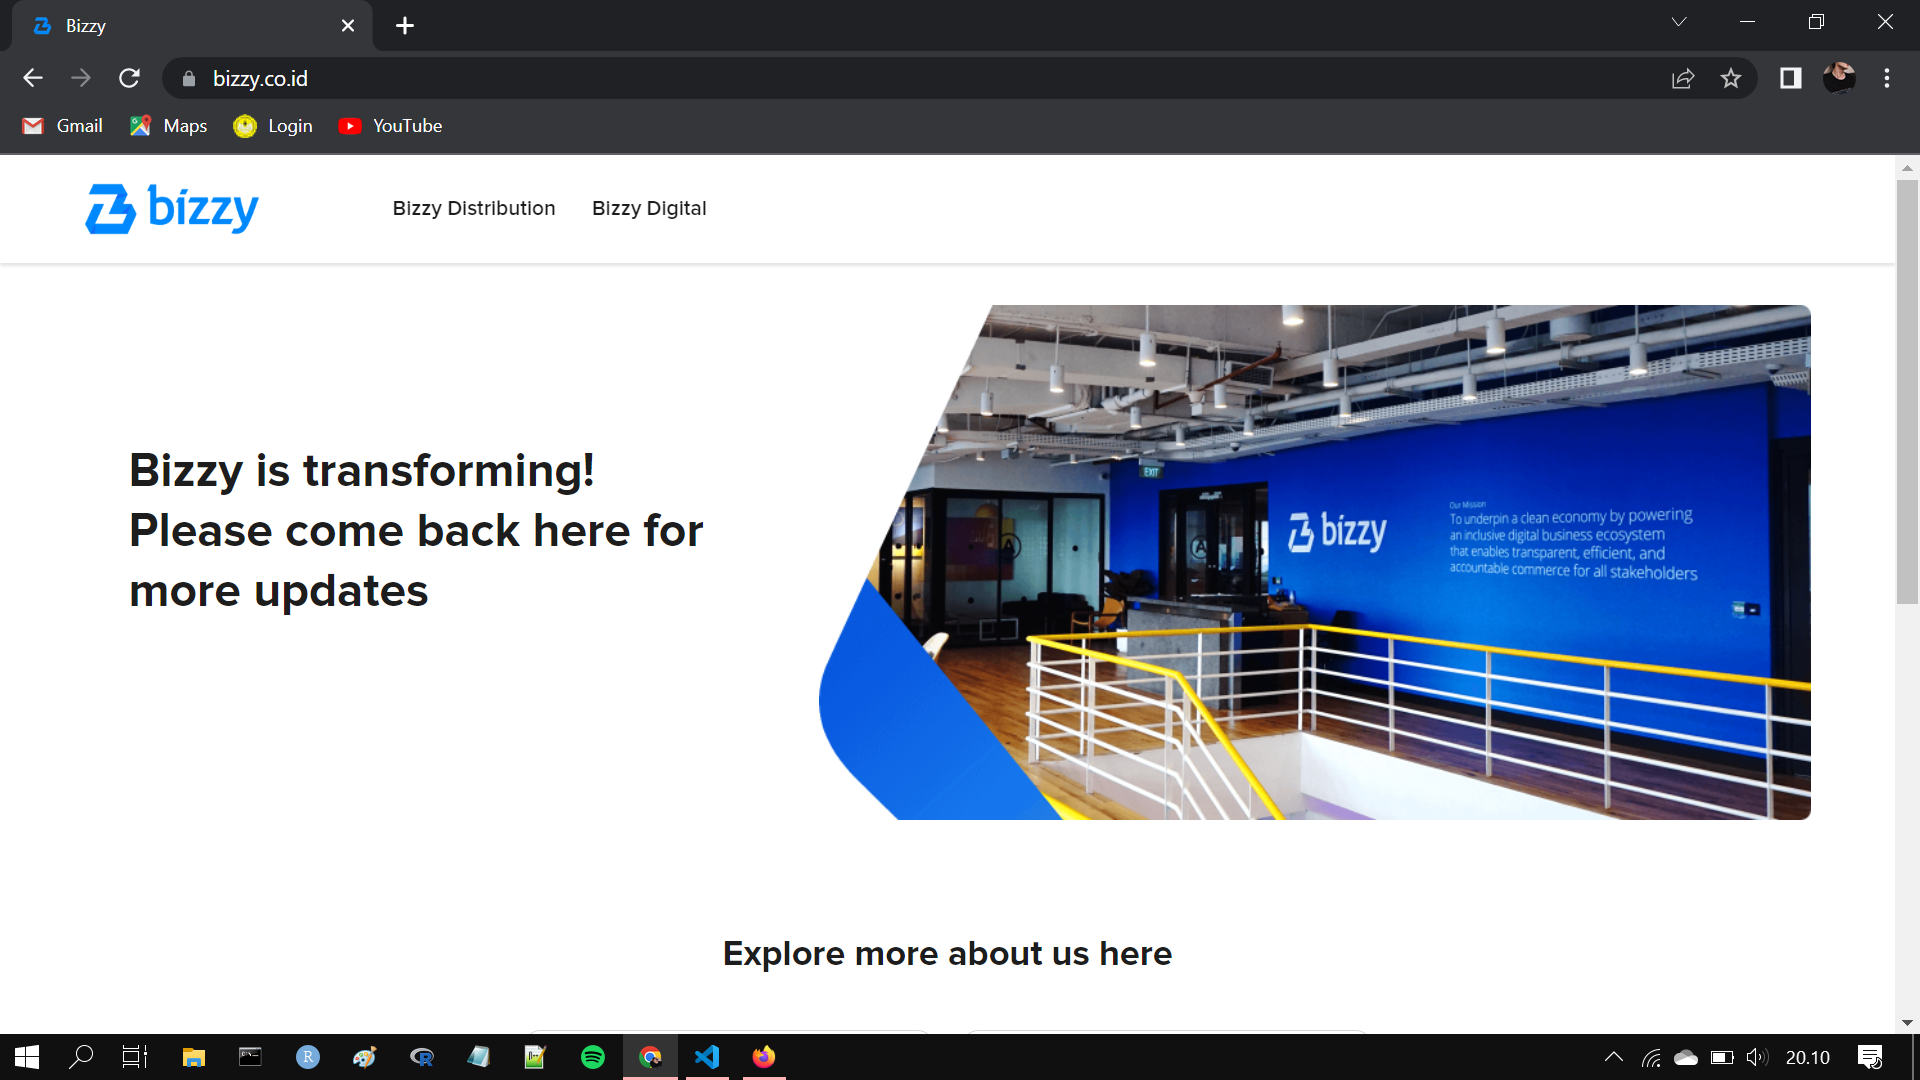 Bizzy
bizzy.co.id
Gmail
Maps
Login
YouTube
bizzy
Bizzy Distribution
Bizzy Digital
EXIT
Our Mission
bizzy
To underpin a clean economy by powering
an inclusive digital business ecosystem
that enables transparent, efficient, and
accountable commerce for all stakeholders
Bizzy is transforming!
Please come back here for
more updates
Explore more about us here
20.10